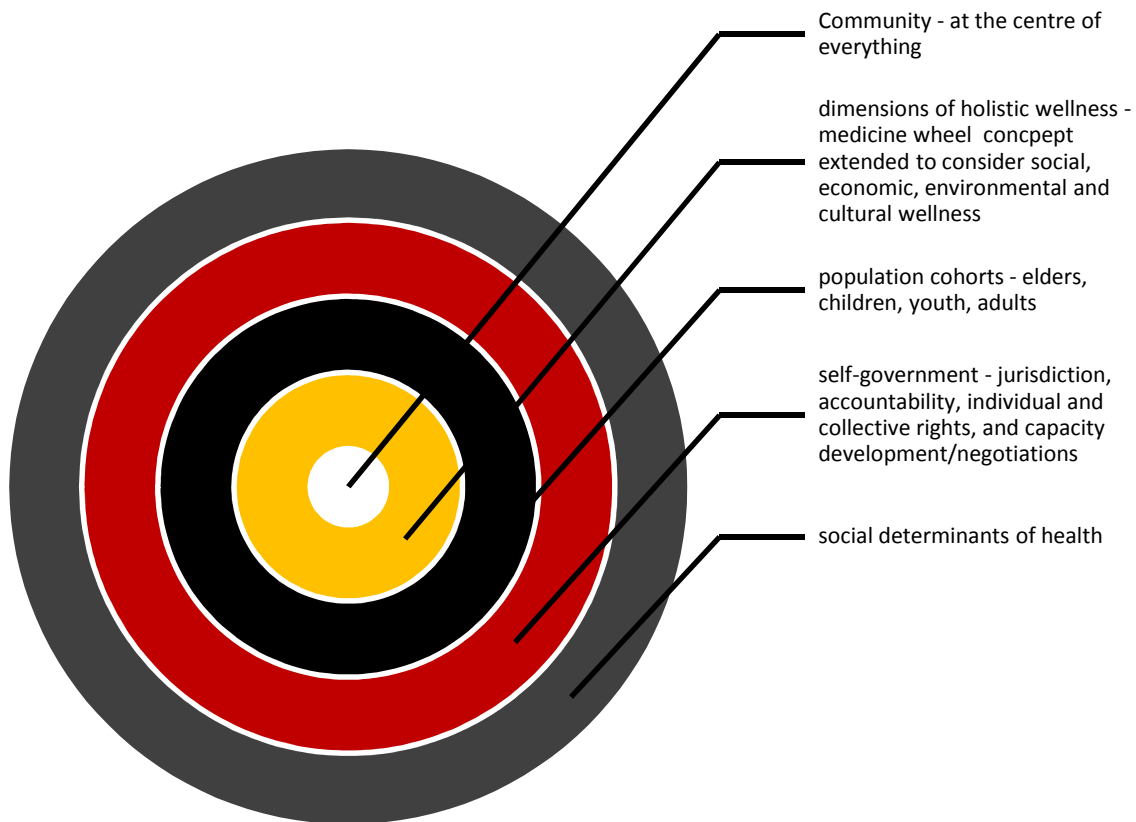 Community - at the centre of
everything
dimensions of holistic wellness -
medicine wheel  concpept
extended to consider social,
economic, environmental and
cultural wellness
population cohorts - elders,
children, youth, adults
self-government - jurisdiction,
accountability, individual and
collective rights, and capacity
development/negotiations
social determinants of health